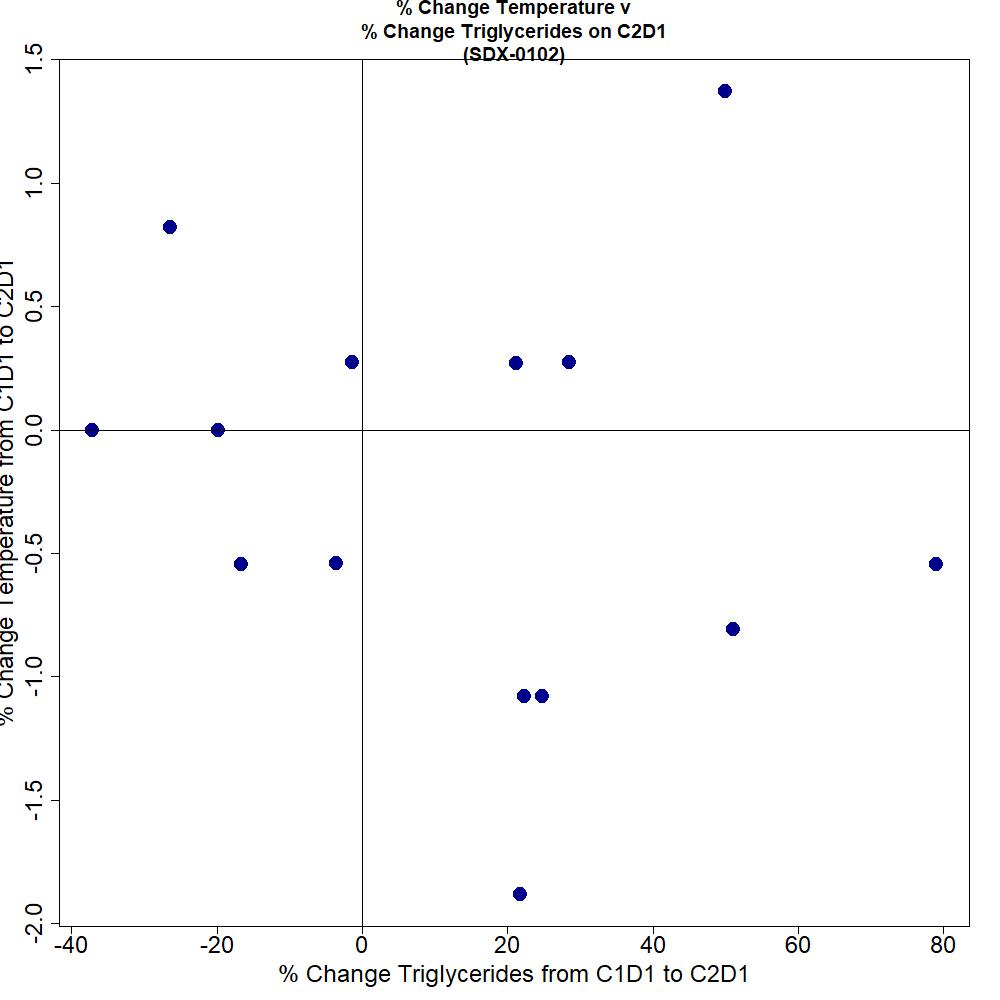 % Change Temperature v
% Change Triglycerides on C2D1
(SDX-0102)
% Change Temperature from C1D1 to C2D1
1.5
1.0
0.5
0.0
-0.5
-1.0
-1.5
-2.0
-40 -20 0 20 40 60 80
% Change Triglycerides from C1D1 to C2D1